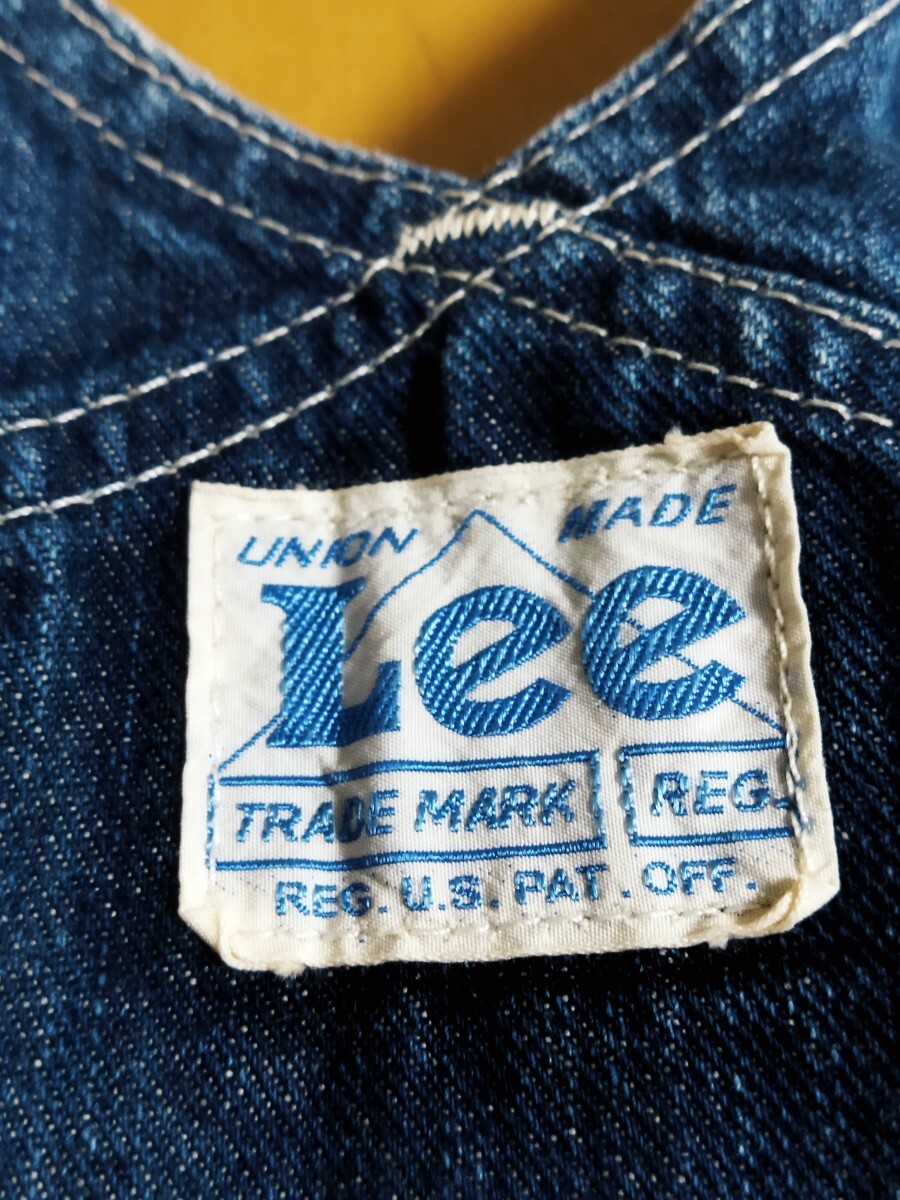 UNION MADE
Lee
TRADE MARK REG.
REG. U.S. PAT. OFF.